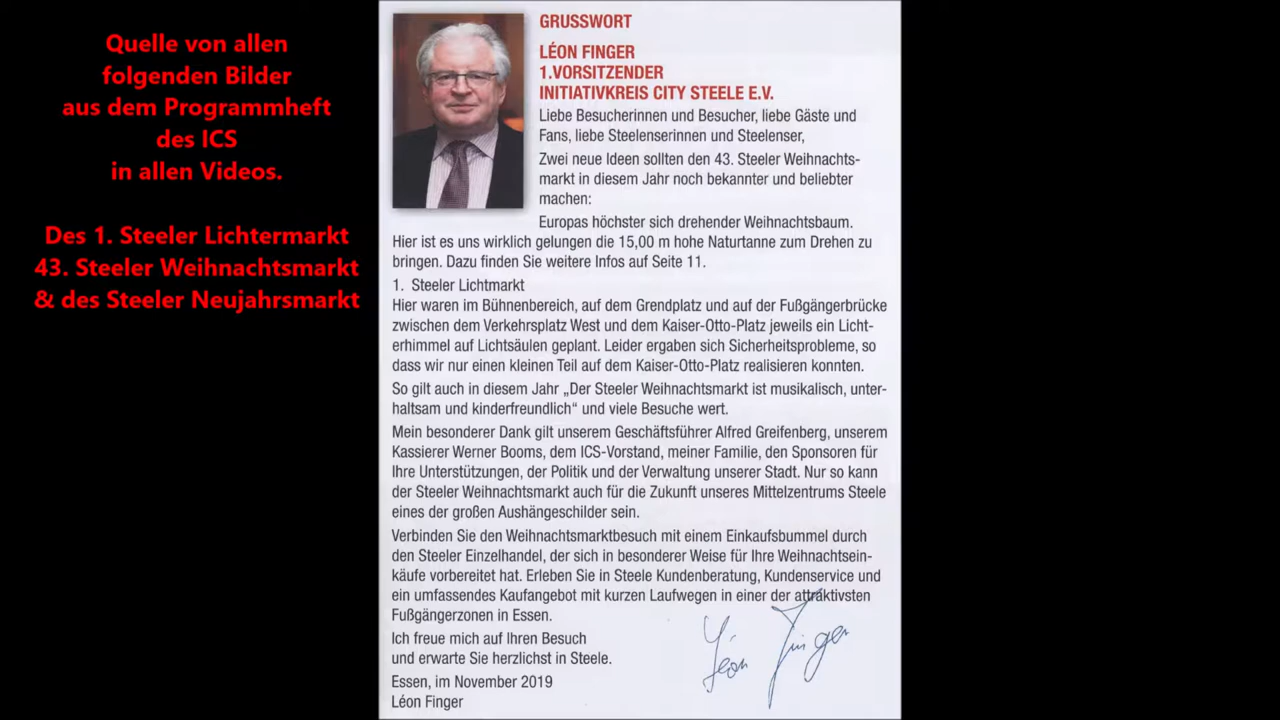 Quelle von allen
folgenden Bilder
aus dem Programmheft
des ICS
in allen Videos.
Des 1. Steeler Lichtermarkt
43. Steeler Weihnachtsmarkt
& des Steeler Neujahrsmarkt
GRUSSWORT
LÉON FINGER
1.VORSITZENDER
INITIATIVKREIS CITY STEELE E.V.
Liebe Besucherinnen und Besucher, liebe Gäste und
Fans, liebe Steelenserinnen und Steelenser,
Zwei neue Ideen sollten den 43. Steeler Weihnachts-
markt in diesem Jahr noch bekannter und beliebter
machen:
Europas höchster sich drehender Weihnachtsbaum.
Hier ist es uns wirklich gelungen die 15,00 m hohe Naturtanne zum Drehen zu
bringen. Dazu finden Sie weitere Infos auf Seite 11.
1. Steeler Lichtmarkt
Hier waren im Bühnenbereich, auf dem Grendplatz und auf der Fußgängerbrücke
zwischen dem Verkehrsplatz West und dem Kaiser-Otto-Platz jeweils ein Licht-
erhimmel auf Lichtsäulen geplant. Leider ergaben sich Sicherheitsprobleme, so
dass wir nur einen kleinen Teil auf dem Kaiser-Otto-Platz realisieren konnten.
So gilt auch in diesem Jahr „Der Steeler Weihnachtsmarkt ist musikalisch, unter-
haltsam und kinderfreundlich“ und viele Besuche wert.
Mein besonderer Dank gilt unserem Geschäftsführer Alfred Greifenberg, unserem
Kassierer Werner Booms, dem ICS-Vorstand, meiner Familie, den Sponsoren für
Ihre Unterstützungen, der Politik und der Verwaltung unserer Stadt. Nur so kann
der Steeler Weihnachtsmarkt auch für die Zukunft unseres Mittelzentrums Steele
eines der großen Aushängeschilder sein.
Verbinden Sie den Weihnachtsmarktbesuch mit einem Einkaufsbummel durch
den Steeler Einzelhandel, der sich in besonderer Weise für Ihre Weihnachtsein-
käufe vorbereitet hat. Erleben Sie in Steele Kundenberatung, Kundenservice und
ein umfassendes Kaufangebot mit kurzen Laufwegen in einer der attraktivsten
Fußgängerzonen in Essen.
Ich freue mich auf Ihren Besuch
und erwarte Sie herzlichst in Steele.
Essen, im November 2019
Léon Finger
Léon Finger